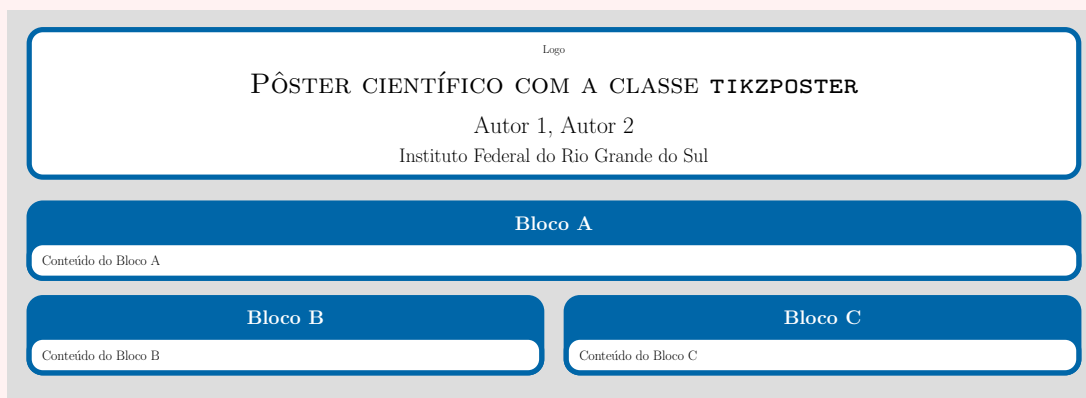 Logo
Pôster científico com a classe tikzposter
Autor 1, Autor 2
Instituto Federal do Rio Grande do Sul
Bloco A
Conteúdo do Bloco A
Bloco B
Bloco C
Conteúdo do Bloco B
Conteúdo do Bloco C